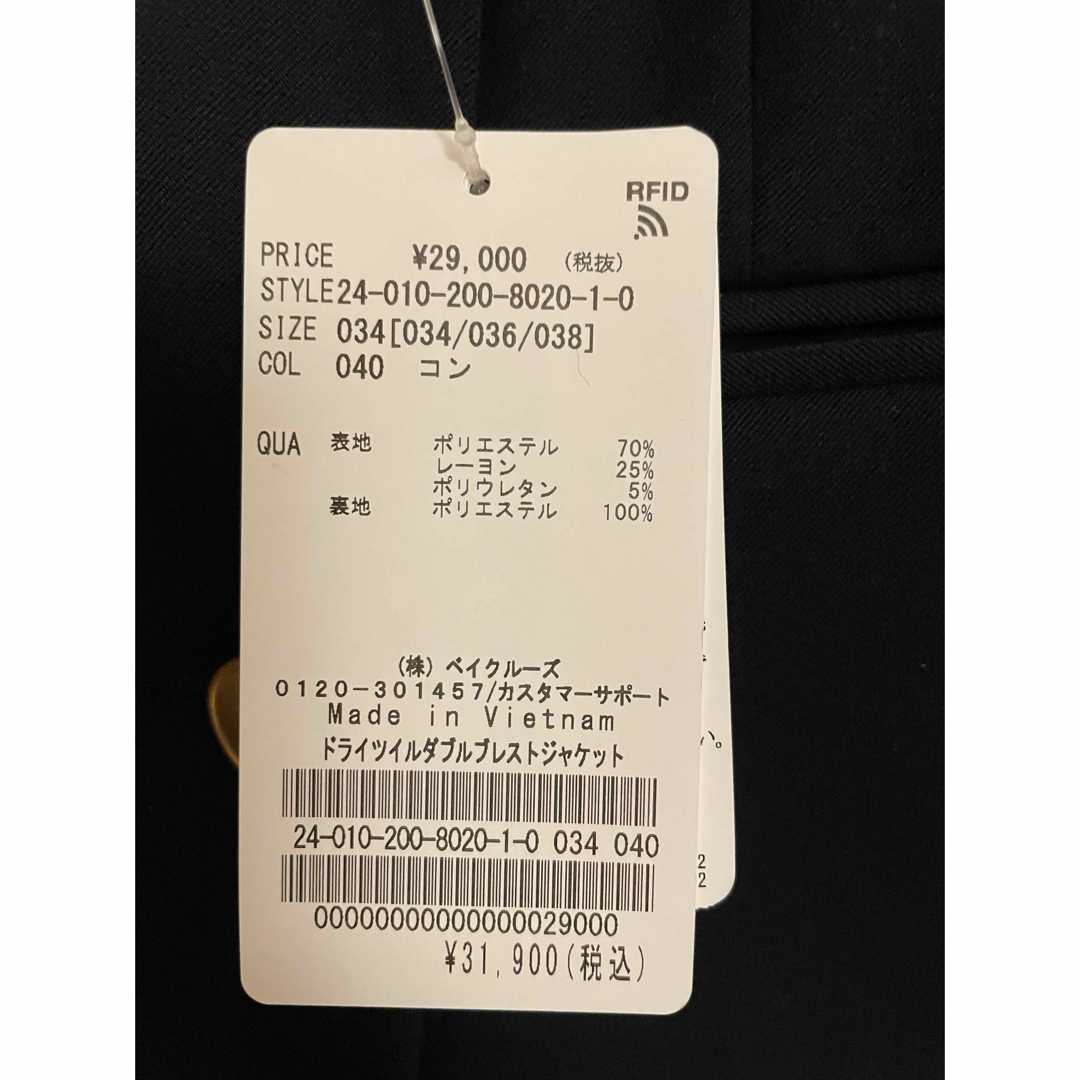 RFID
PRICE ¥29,000 (税抜)
STYLE24-010-200-8020-1-0
SIZE 034[034/036/038]
COL 040 コン
QUA 表地 ポリエステル 70%
レーヨン 25%
ポリウレタン 5%
裏地 ポリエステル 100%
(株) ベイクルーズ
0120-301457/カスタマーサポート
Made in Vietnam
ドライツイルダブルブレストジャケット
24-010-200-8020-1-0 034 040
0000000000000029000
¥31,900(税込)
い。
2
2